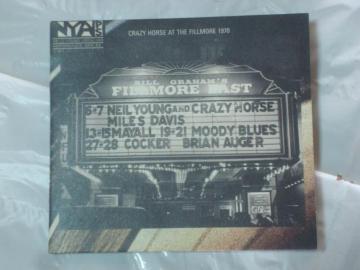 NYA PS
CRAZY HORSE AT THE FILLMORE 1970
BILL GRAHAM'S
FILLMORE EAST
6-7 NEIL YOUNG AND CRAZY HORSE
MILES DAVIS
13-15 MAYALL 19-21 MOODY BLUES
27-28 COCKER BRIAN AUGER